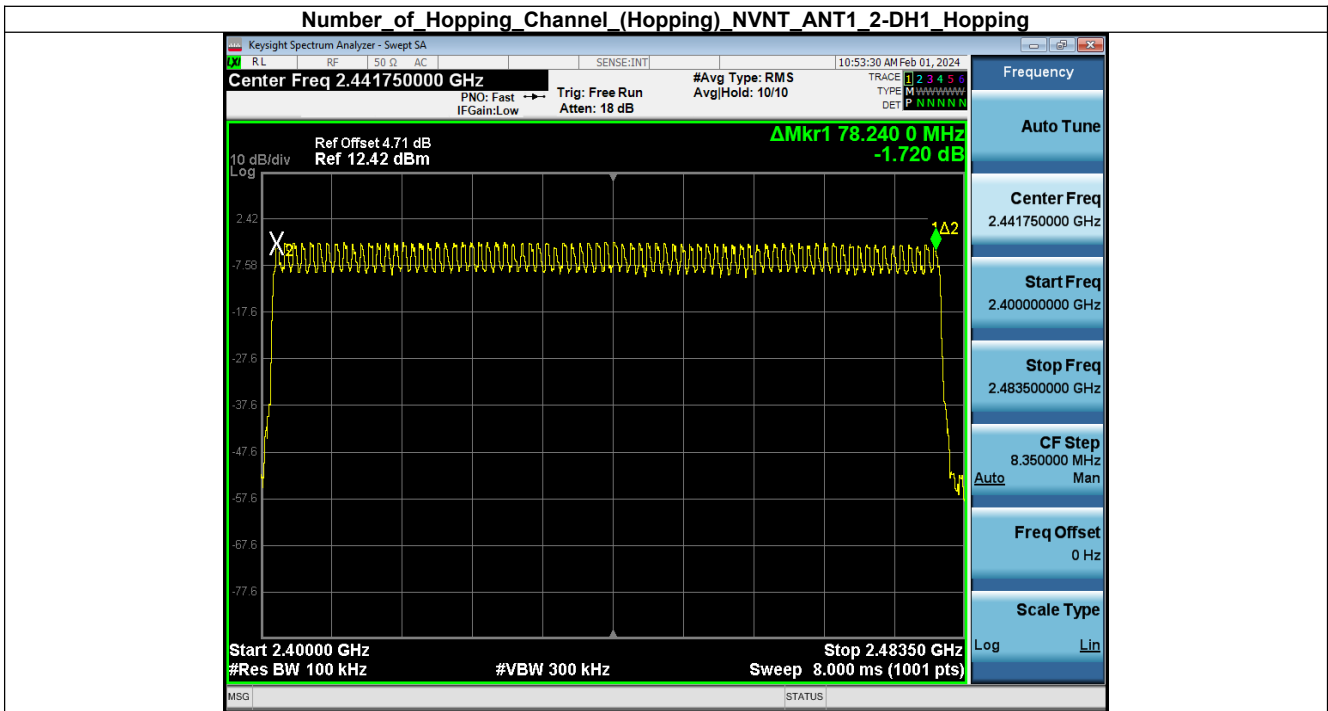 Number_of_Hopping_Channel_(Hopping)_NVNT_ANT1_2-DH1_Hopping
Keysight Spectrum Analyzer - Swept SA
LXI RL RF 50 Ω AC SENSE:INT 10:53:30 AM Feb 01, 2024
Center Freq 2.441750000 GHz
PNO: Fast
IFGain:Low
Trig: Free Run
Atten: 18 dB
#Avg Type: RMS
Avg|Hold: 10/10
TRACE 1 2 3 4 5 6
TYPE M WWWWW
DET P N N N N N
ΔMkr1 78.240 0 MHz
-1.720 dB
Ref Offset 4.71 dB
10 dB/div Ref 12.42 dBm
Log
2.42
-7.58
-17.6
-27.6
-37.6
-47.6
-57.6
-67.6
-77.6
X2
1Δ2
Start 2.40000 GHz Stop 2.48350 GHz
#Res BW 100 kHz #VBW 300 kHz Sweep 8.000 ms (1001 pts)
MSG STATUS
Frequency
Auto Tune
Center Freq
2.441750000 GHz
Start Freq
2.400000000 GHz
Stop Freq
2.483500000 GHz
CF Step
8.350000 MHz
Auto Man
Freq Offset
0 Hz
Scale Type
Log Lin